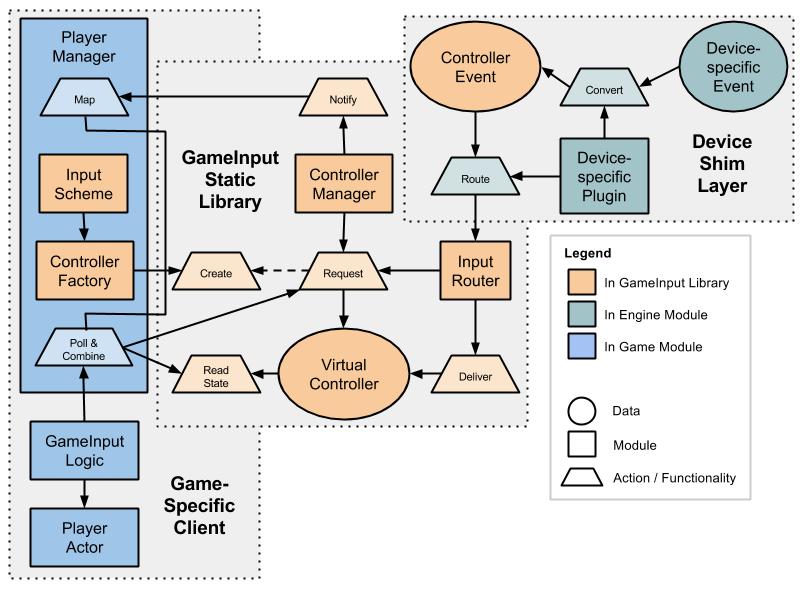 Player
Manager
Map
Input
Scheme
Controller
Factory
Poll &
Combine
GameInput
Logic
Player
Actor
Game-
Specific
Client
GameInput
Static
Library
Notify
Controller
Manager
Create
Request
Input
Router
Read
State
Virtual
Controller
Deliver
Controller
Event
Convert
Device-
specific
Event
Route
Device-
specific
Plugin
Device
Shim
Layer
Legend
In GameInput Library
In Engine Module
In Game Module
Data
Module
Action / Functionality